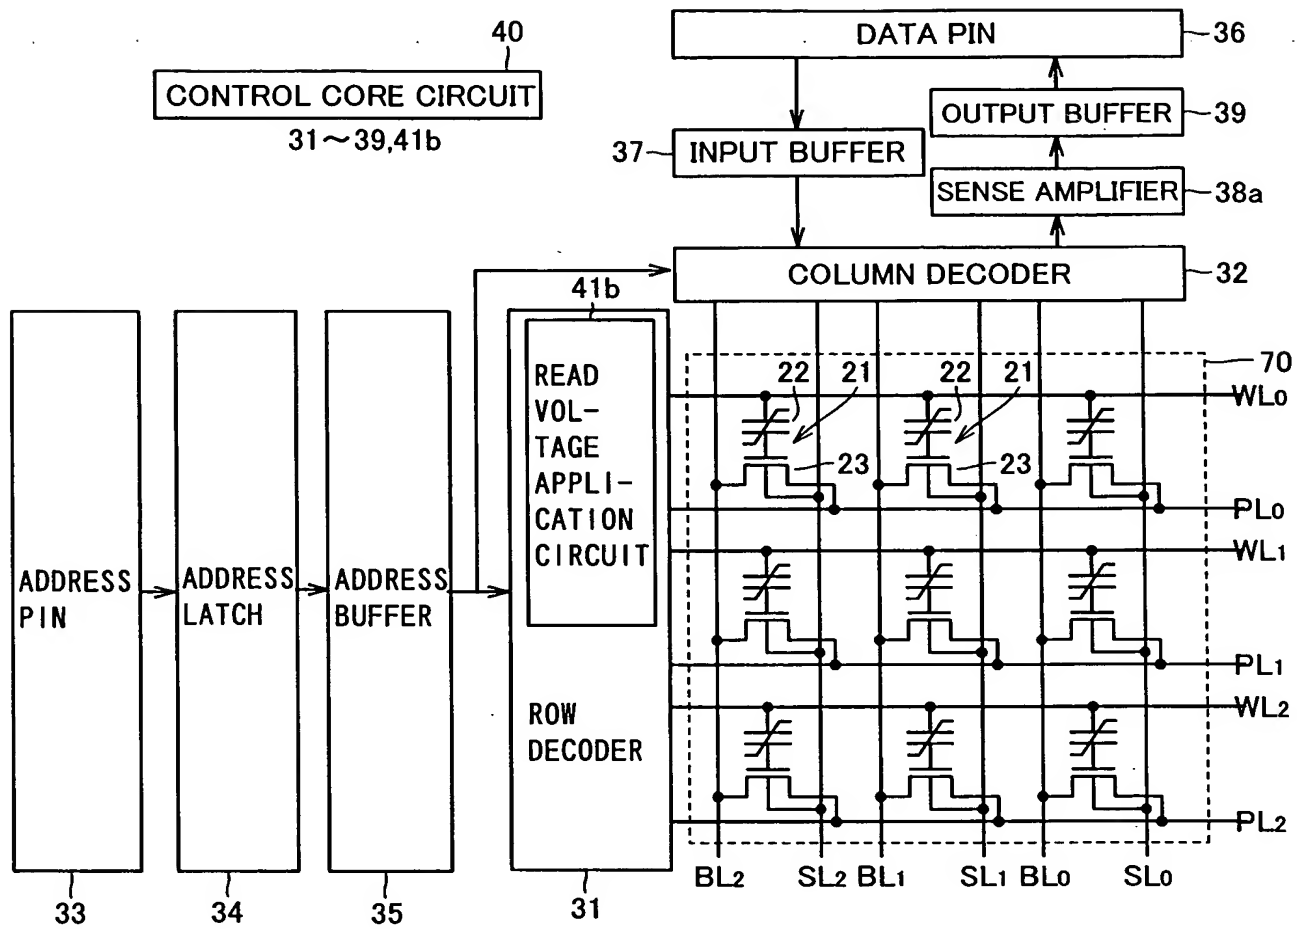 40
DATA PIN
36
CONTROL CORE CIRCUIT
31~39,41b
OUTPUT BUFFER
39
37
INPUT BUFFER
SENSE AMPLIFIER
38a
COLUMN DECODER
32
41b
READ
VOL-
TAGE
APPLI-
CATION
CIRCUIT
70
22
21
22
21
WL0
23
23
PL0
WL1
ADDRESS
PIN
ADDRESS
LATCH
ADDRESS
BUFFER
PL1
WL2
ROW
DECODER
PL2
BL2
SL2
BL1
SL1
BL0
SL0
33
34
35
31